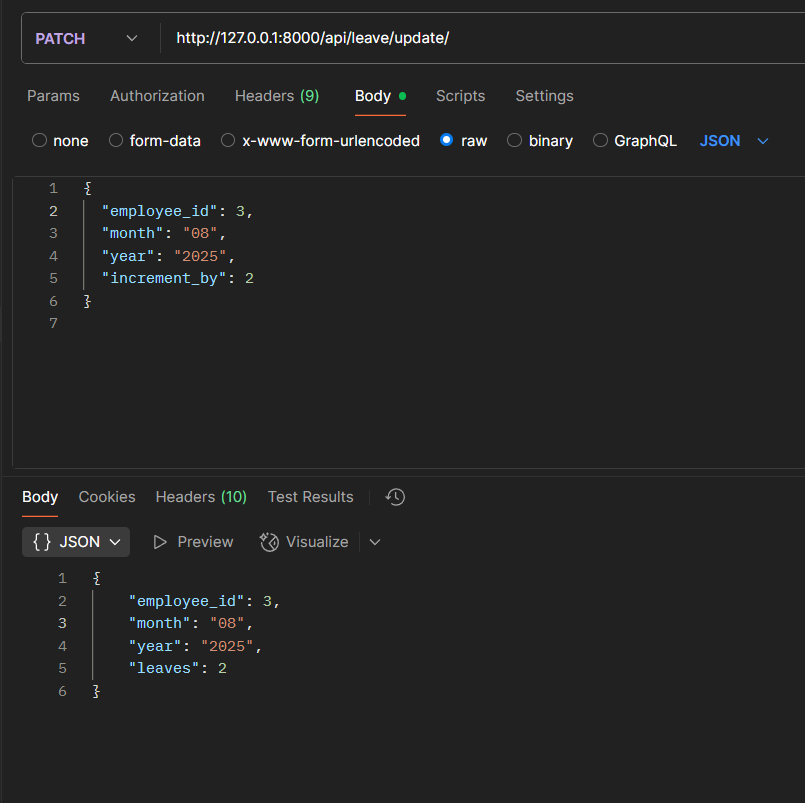 PATCH http://127.0.0.1:8000/api/leave/update/
Params Authorization Headers (9) Body Scripts Settings
none form-data x-www-form-urlencoded raw binary GraphQL JSON
1 {
2 "employee_id": 3,
3 "month": "08",
4 "year": "2025",
5 "increment_by": 2
6 }
7
Body Cookies Headers (10) Test Results
{} JSON Preview Visualize
1 {
2 "employee_id": 3,
3 "month": "08",
4 "year": "2025",
5 "leaves": 2
6 }